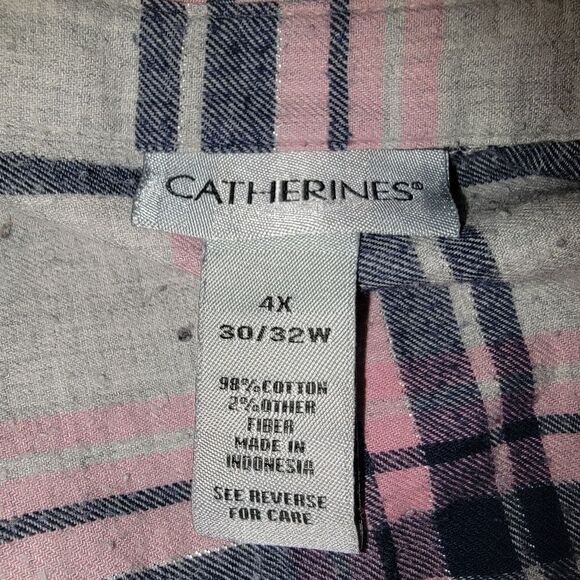 CATHERINES®
4X
30/32W
98% COTTON
2% OTHER
FIBER
MADE IN
INDONESIA
SEE REVERSE
FOR CARE